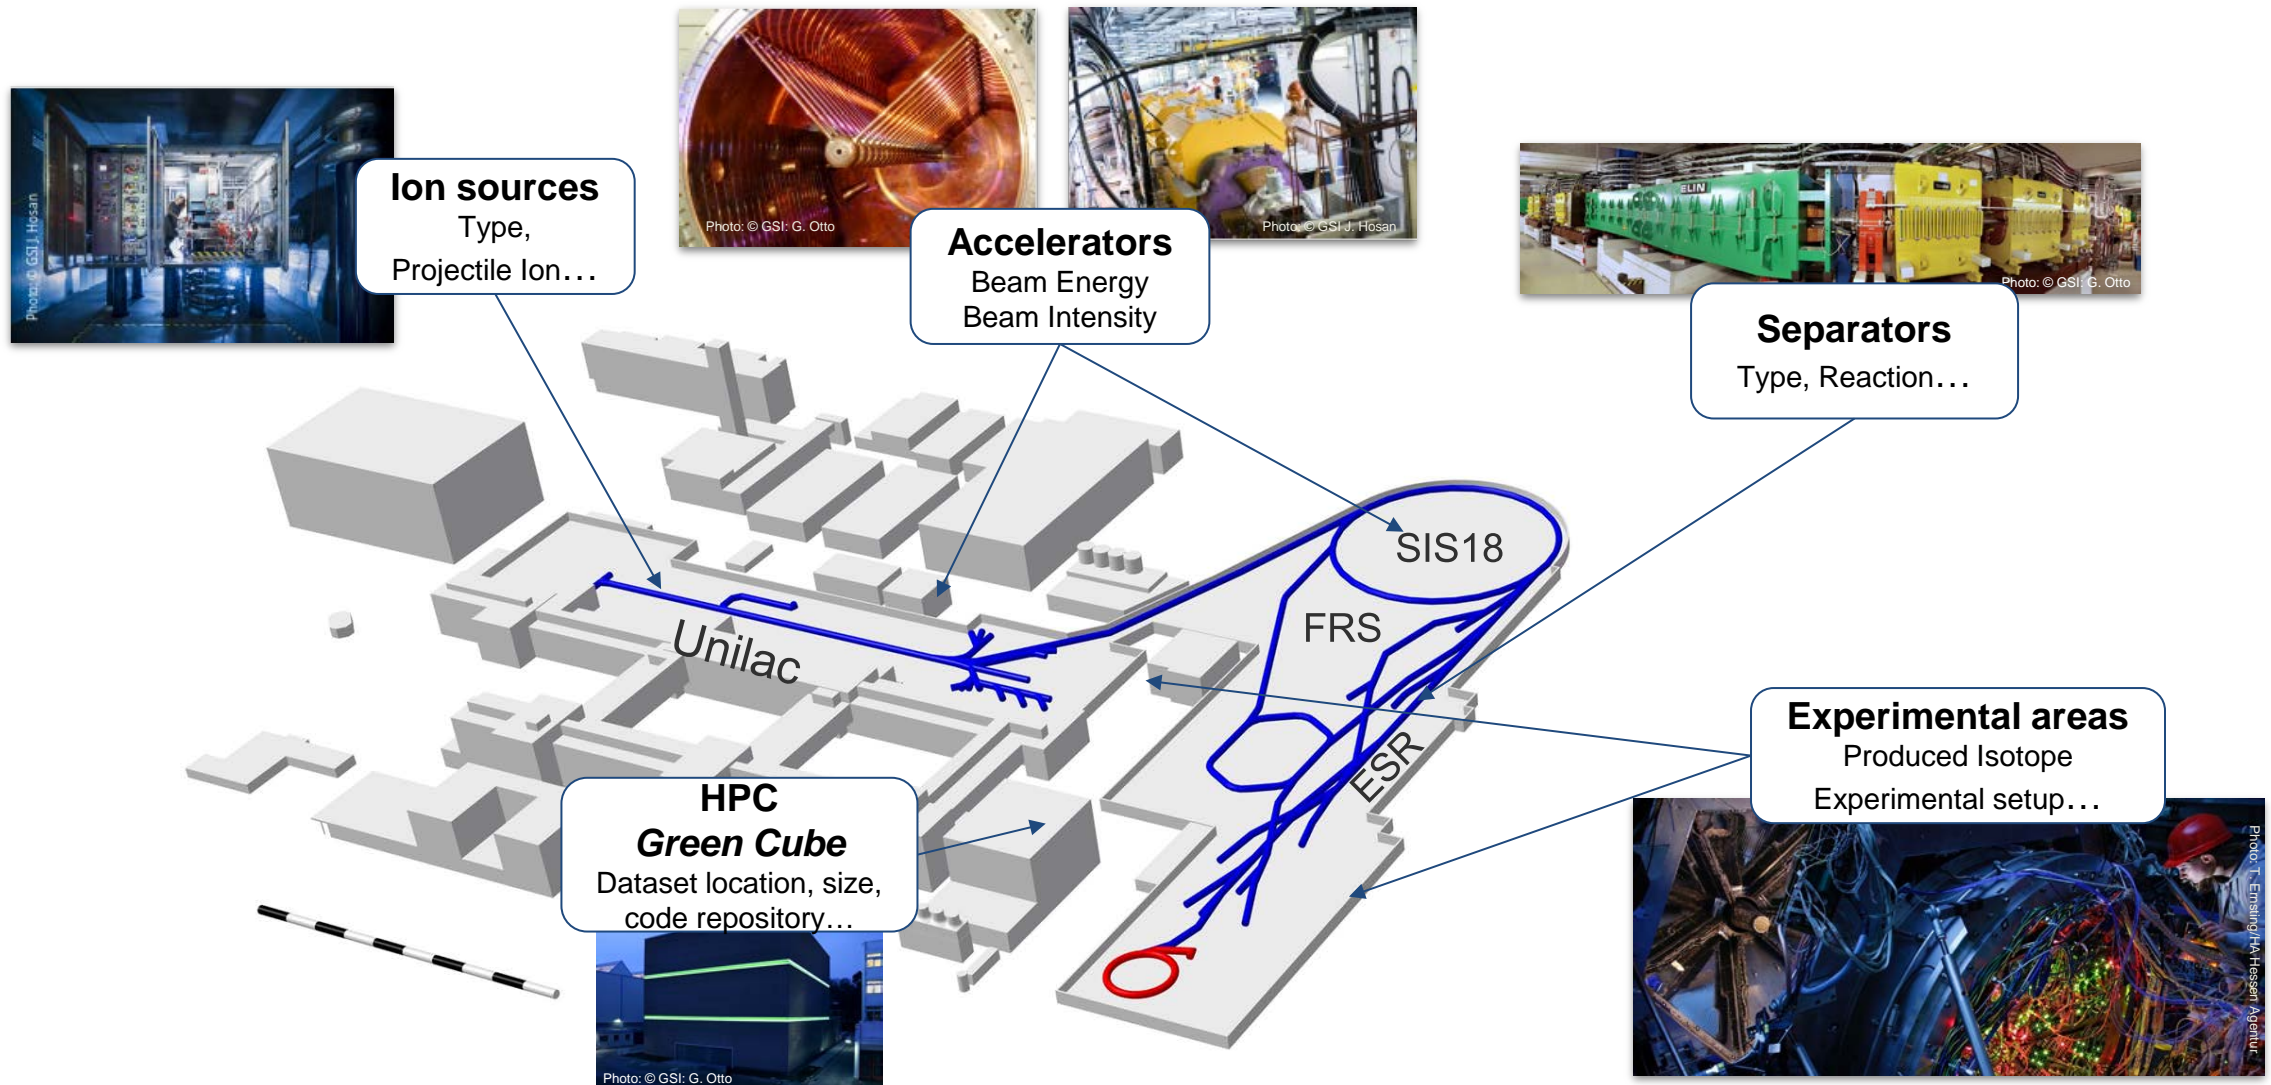 Photo: © GSI J. Hosan
Ion sources
Type,
Projectile Ion...
Photo: © GSI: G. Otto
Photo: © GSI J. Hosan
Accelerators
Beam Energy
Beam Intensity
ELIN
Photo: © GSI: G. Otto
Separators
Type, Reaction...
SIS18
FRS
Unilac
ESR
Experimental areas
Produced Isotope
Experimental setup...
HPC
Green Cube
Dataset location, size,
code repository...
Photo: © GSI: G. Otto
Photo: T. Ernsting/HA Hessen Agentur